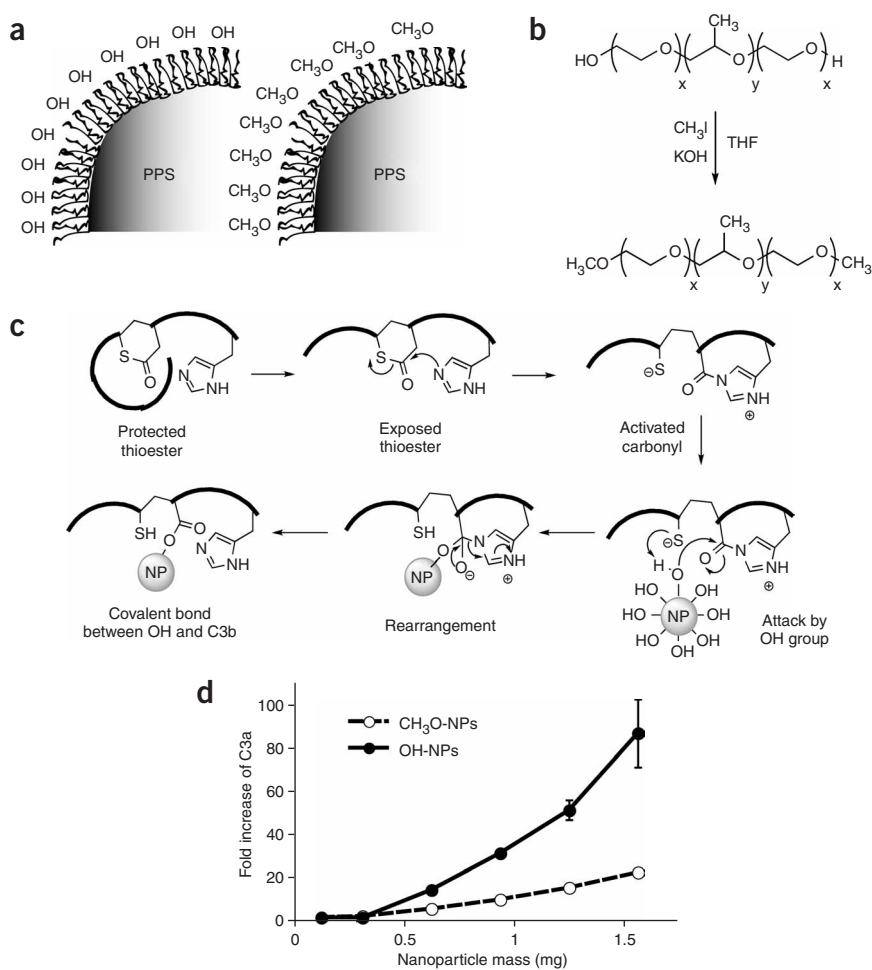 a
OH
OH
OH
OH
OH
OH
OH
OH
OH
OH
PPS
CH₃O
CH₃O
CH₃O
CH₃O
CH₃O
CH₃O
CH₃O
CH₃O
CH₃O
PPS
b
CH₃
HO O O O H
x y x
CH₃I
KOH
THF
CH₃
H₃CO O O O CH₃
x y x
c
S
O
N
NH
Protected
thioester
S
O
N
NH
Exposed
thioester
⊖S
O
N
NH
⊕
Activated
carbonyl
SH
O
O
N
NH
NP
Covalent bond
between OH and C3b
SH
O
N
O⊖
NH
⊕
NP
Rearrangement
⊖S
H
O
O
N
NH
⊕
HO OH
HO NP OH
HO OH
OH
Attack by
OH group
d
Fold increase of C3a
100
80
60
40
20
0
CH₃O-NPs
OH-NPs
0 0.5 1 1.5
Nanoparticle mass (mg)